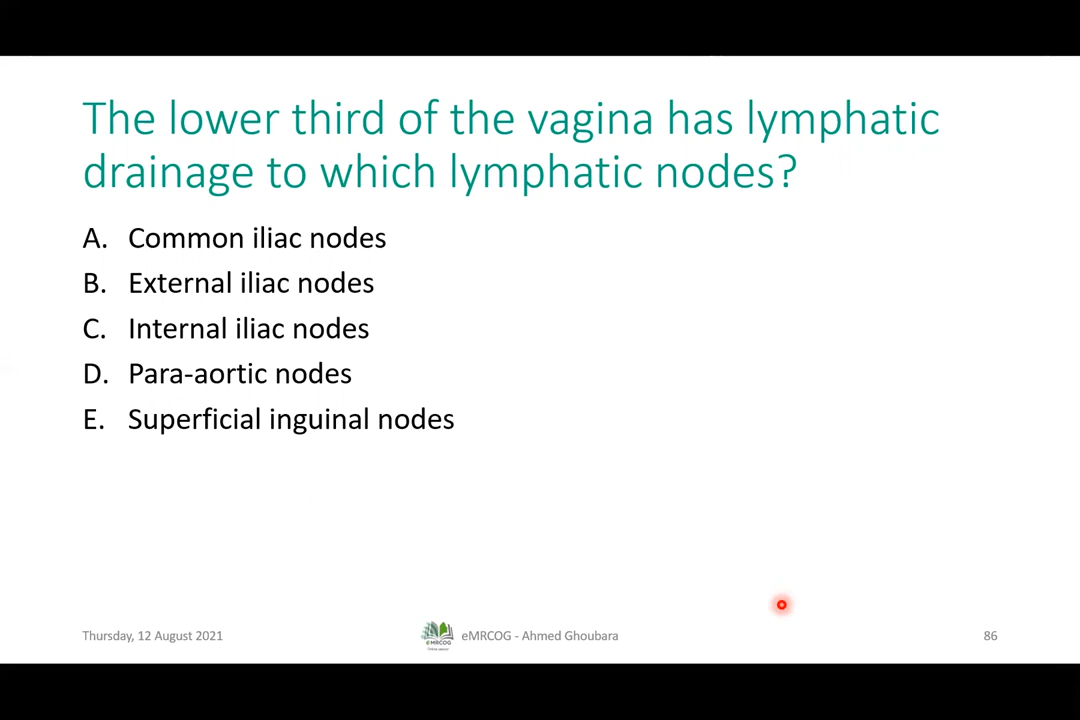 The lower third of the vagina has lymphatic
drainage to which lymphatic nodes?
A. Common iliac nodes
B. External iliac nodes
C. Internal iliac nodes
D. Para-aortic nodes
E. Superficial inguinal nodes
Thursday, 12 August 2021
eMRCOG
eMRCOG - Ahmed Ghoubara
86